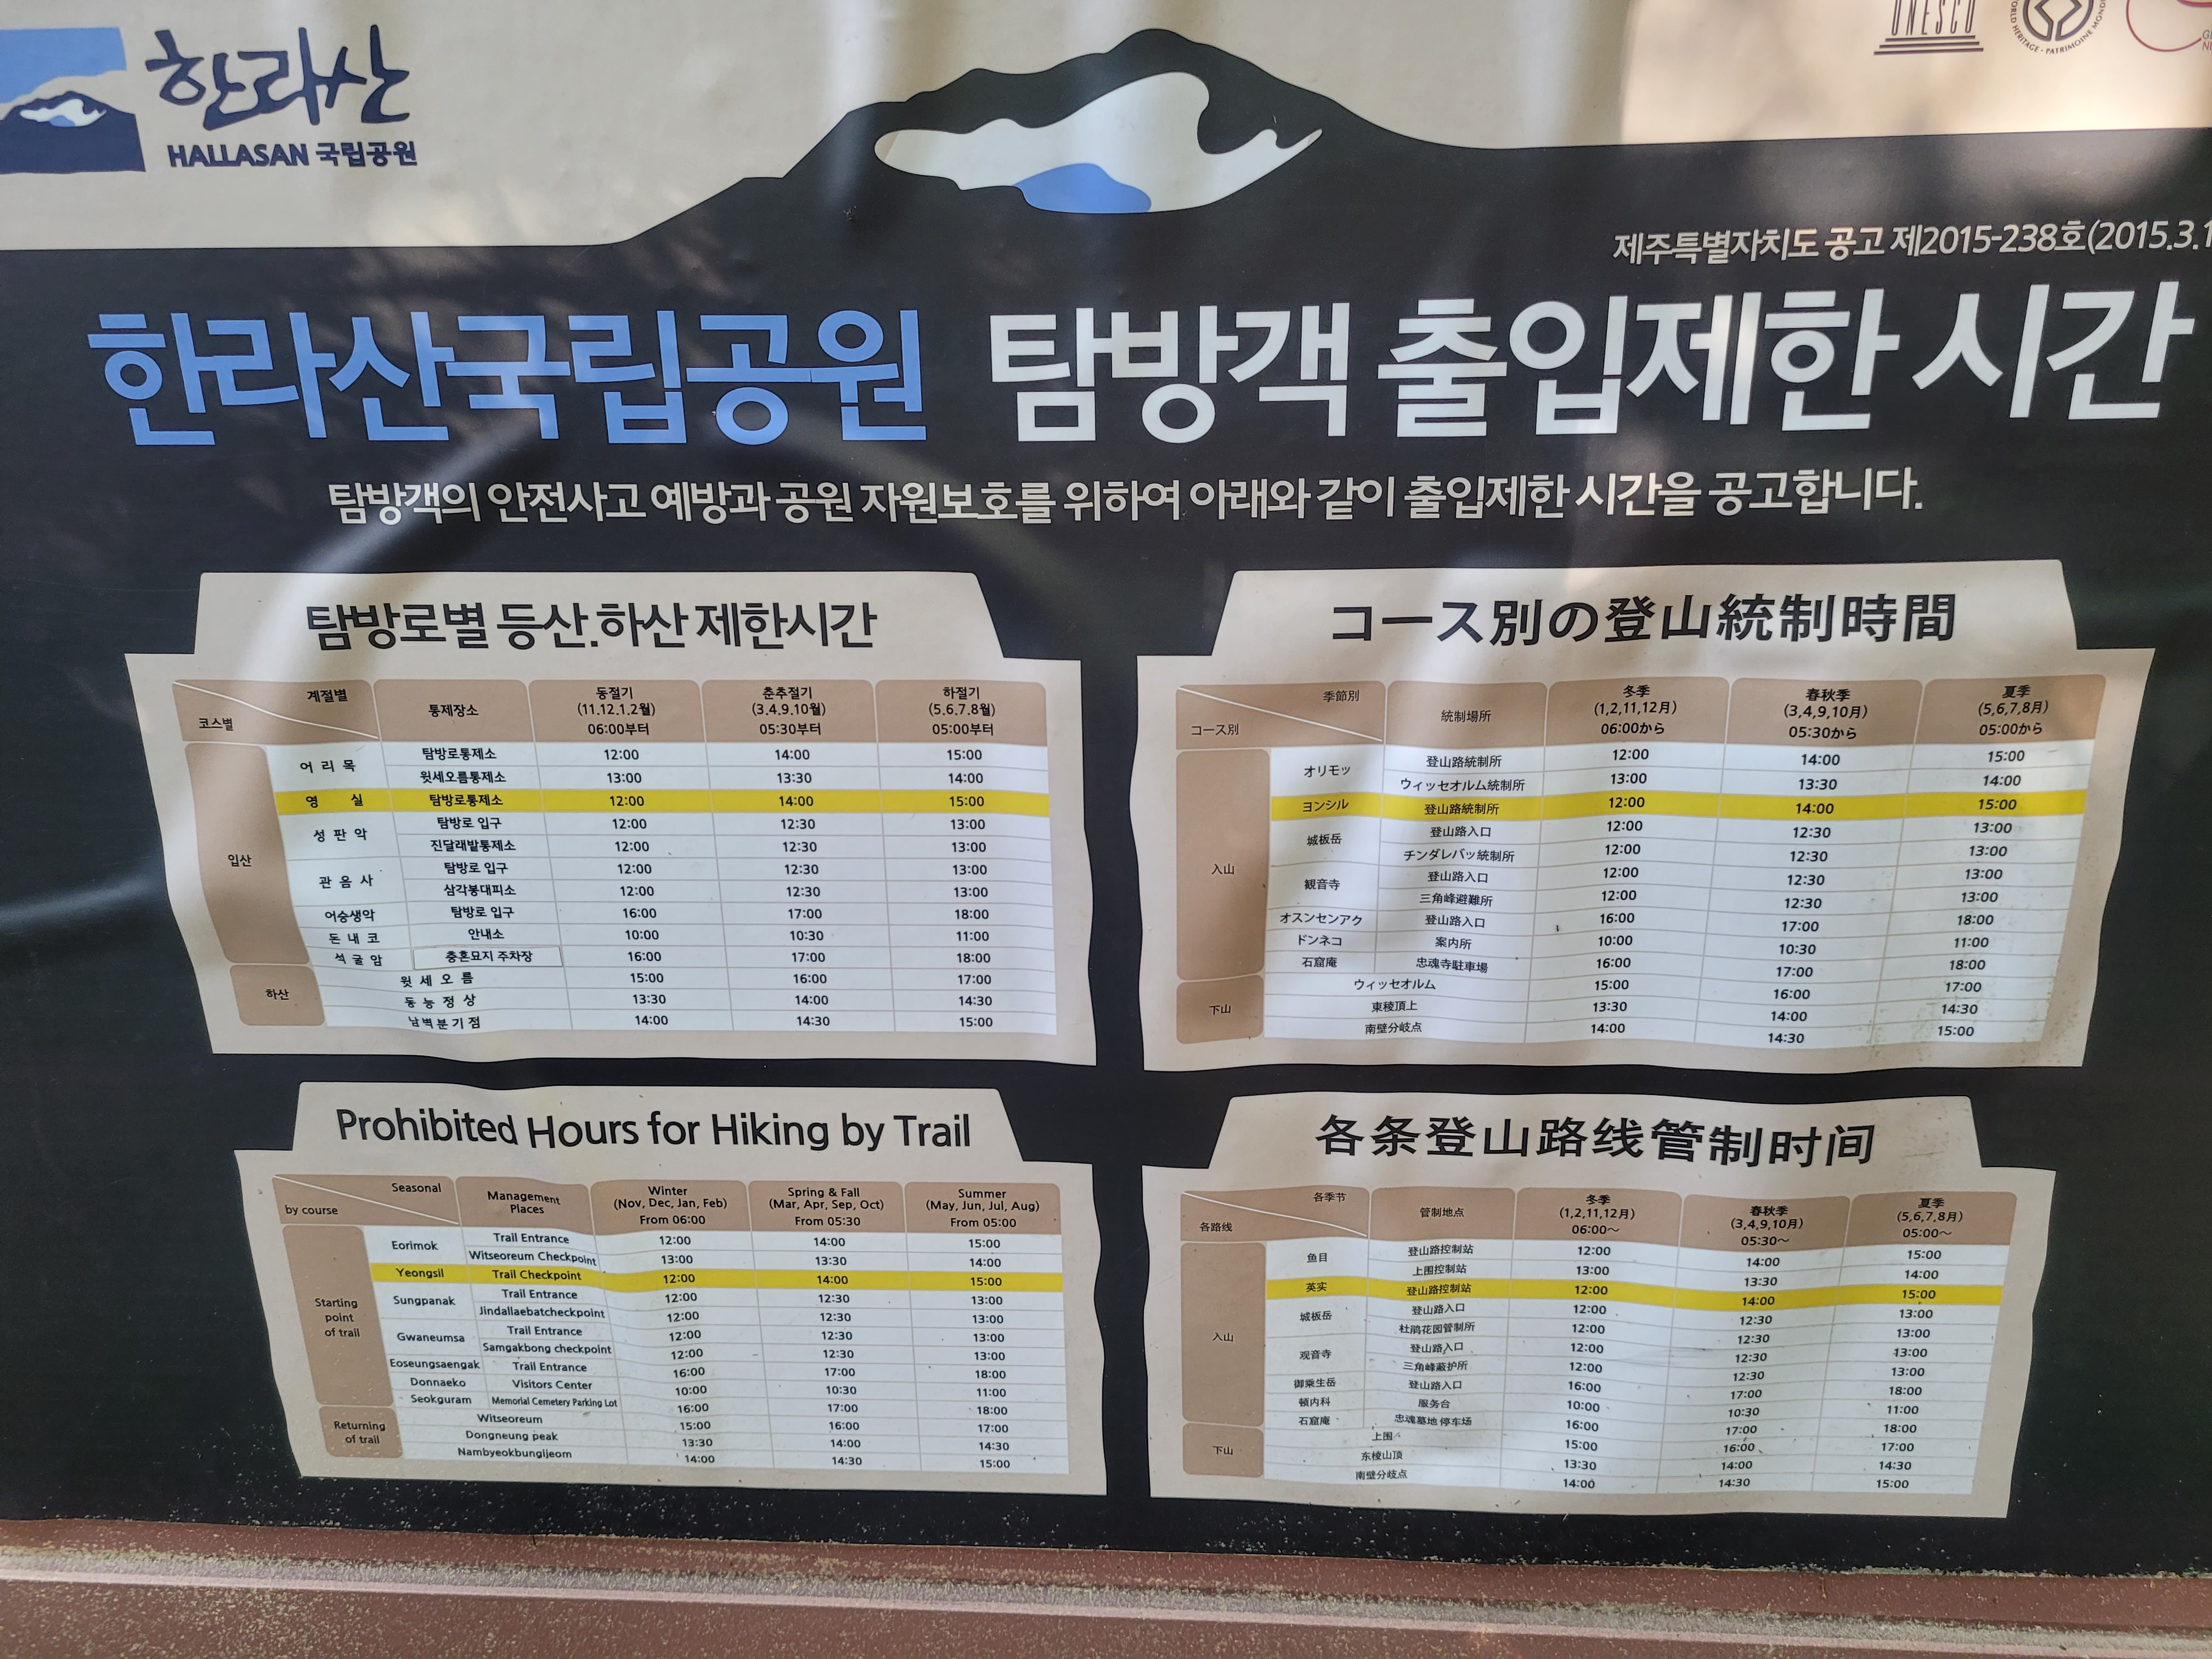 한라산
HALLASAN 국립공원
UNESCO
WORLD HERITAGE · PATRIMOINE MONDIAL
제주특별자치도 공고 제2015-238호(2015.3.1
한라산국립공원 탐방객 출입제한 시간
탐방객의 안전사고 예방과 공원 자원보호를 위하여 아래와 같이 출입제한 시간을 공고합니다.
탐방로별 등산.하산 제한시간
계절별 코스별 통제장소 동절기 (11.12.1.2월) 06:00부터 춘추절기 (3.4.9.10월) 05:30부터 하절기 (5.6.7.8월) 05:00부터
입산
어리목 탐방로통제소 12:00 14:00 15:00
윗세오름통제소 13:00 13:30 14:00
영 실 탐방로통제소 12:00 14:00 15:00
성판악 탐방로 입구 12:00 12:30 13:00
진달래밭통제소 12:00 12:30 13:00
관음사 탐방로 입구 12:00 12:30 13:00
삼각봉대피소 12:00 12:30 13:00
어승생악 탐방로 입구 16:00 17:00 18:00
돈내코 안내소 10:00 10:30 11:00
석굴암 충혼묘지 주차장 16:00 17:00 18:00
하산
윗세오름 15:00 16:00 17:00
동능정상 13:30 14:00 14:30
남벽분기점 14:00 14:30 15:00
コース別の登山統制時間
季節別 コース別 統制場所 冬季 (1,2,11,12月) 06:00から 春秋季 (3,4,9,10月) 05:30から 夏季 (5,6,7,8月) 05:00から
入山
オリモッ 登山路統制所 12:00 14:00 15:00
ウィッセオルム統制所 13:00 13:30 14:00
ヨンシル 登山路統制所 12:00 14:00 15:00
城板岳 登山路入口 12:00 12:30 13:00
チンダレバッ統制所 12:00 12:30 13:00
観音寺 登山路入口 12:00 12:30 13:00
三角峰避難所 12:00 12:30 13:00
オスンセンアク 登山路入口 16:00 17:00 18:00
ドンネコ 案内所 10:00 10:30 11:00
石窟庵 忠魂寺駐車場 16:00 17:00 18:00
下山
ウィッセオルム 15:00 16:00 17:00
東稜頂上 13:30 14:00 14:30
南壁分岐点 14:00 14:30 15:00
Prohibited Hours for Hiking by Trail
Seasonal by course Management Places Winter (Nov, Dec, Jan, Feb) From 06:00 Spring & Fall (Mar, Apr, Sep, Oct) From 05:30 Summer (May, Jun, Jul, Aug) From 05:00
Starting point of trail
Eorimok Trail Entrance 12:00 14:00 15:00
Witseoreum Checkpoint 13:00 13:30 14:00
Yeongsil Trail Checkpoint 12:00 14:00 15:00
Sungpanak Trail Entrance 12:00 12:30 13:00
Jindallaebatcheckpoint 12:00 12:30 13:00
Gwaneumsa Trail Entrance 12:00 12:30 13:00
Samgakbong checkpoint 12:00 12:30 13:00
Eoseungsaengak Trail Entrance 16:00 17:00 18:00
Donnaeko Visitors Center 10:00 10:30 11:00
Seokguram Memorial Cemetery Parking Lot 16:00 17:00 18:00
Returning of trail
Witseoreum 15:00 16:00 17:00
Dongneung peak 13:30 14:00 14:30
Nambyeokbungijeom 14:00 14:30 15:00
各条登山路线管制时间
各季节 各路线 管制地点 冬季 (1,2,11,12月) 06:00～ 春秋季 (3,4,9,10月) 05:30～ 夏季 (5,6,7,8月) 05:00～
入山
鱼目 登山路控制站 12:00 14:00 15:00
上围控制站 13:00 13:30 14:00
英实 登山路控制站 12:00 14:00 15:00
城板岳 登山路入口 12:00 12:30 13:00
杜鹃花园管制所 12:00 12:30 13:00
观音寺 登山路入口 12:00 12:30 13:00
三角峰蔽护所 12:00 12:30 13:00
御乘生岳 登山路入口 16:00 17:00 18:00
顿内科 服务台 10:00 10:30 11:00
石窟庵 忠魂墓地 停车场 16:00 17:00 18:00
下山
上围 15:00 16:00 17:00
东棱山顶 13:30 14:00 14:30
南壁分岐点 14:00 14:30 15:00